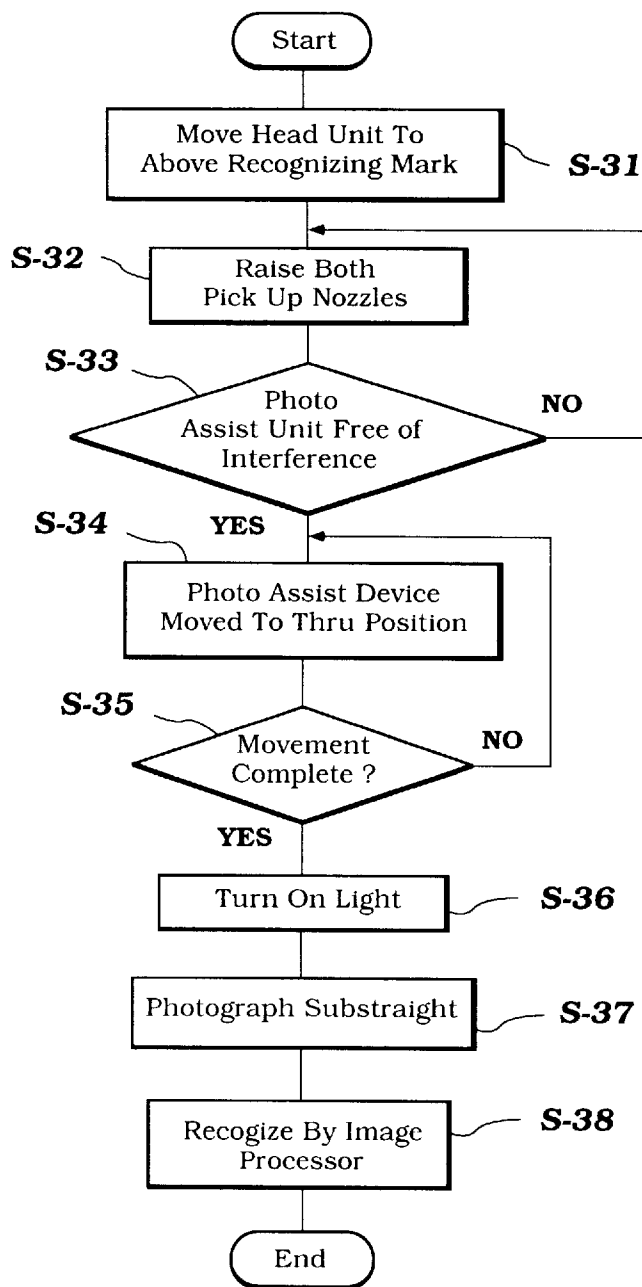 Start
Move Head Unit To
Above Recognizing Mark
S-31
S-32
Raise Both
Pick Up Nozzles
S-33
Photo
Assist Unit Free of
Interference
NO
YES
S-34
Photo Assist Device
Moved To Thru Position
S-35
Movement
Complete ?
NO
YES
Turn On Light
S-36
Photograph Substraight
S-37
Recogize By Image
Processor
S-38
End